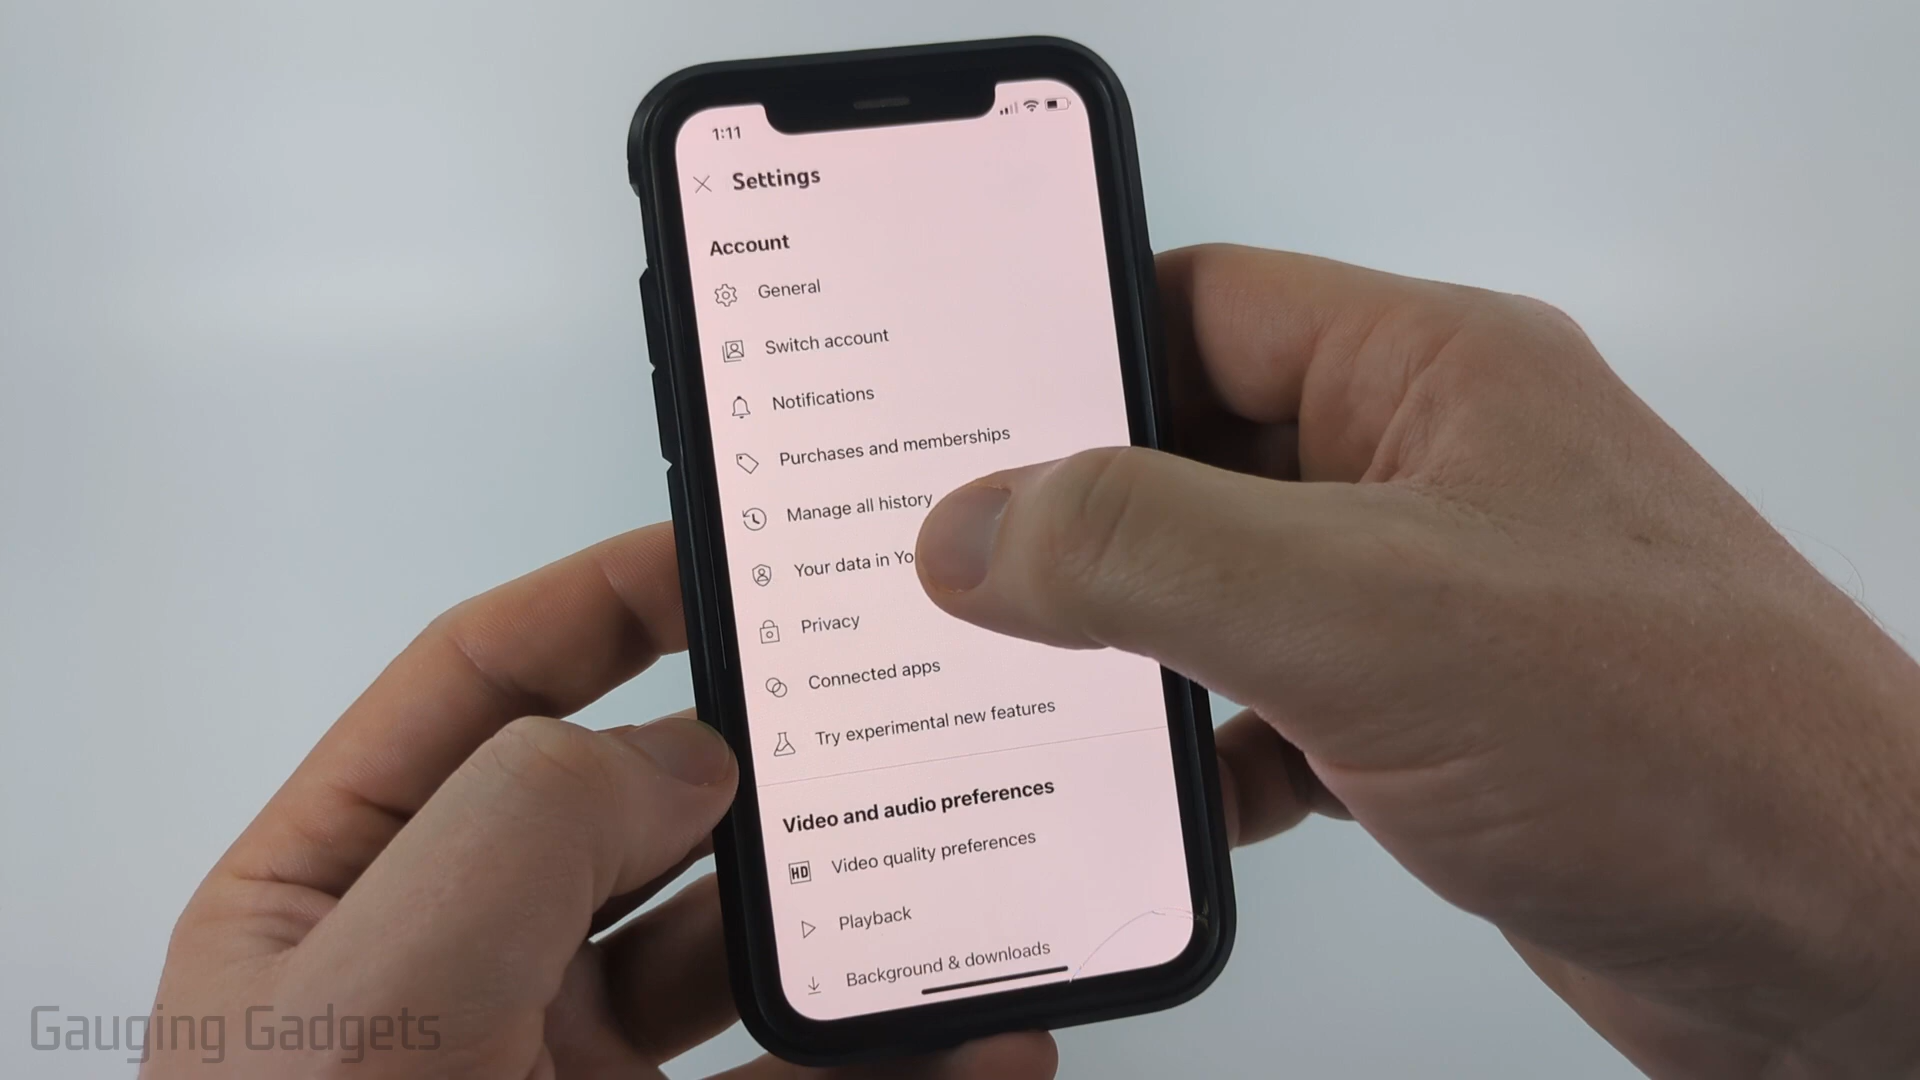 1:11
Settings
Account
General
Switch account
Notifications
Purchases and memberships
Manage all history
Your data in Yo
Privacy
Connected apps
Try experimental new features
Video and audio preferences
HD Video quality preferences
Playback
Background & downloads
Gauging Gadgets